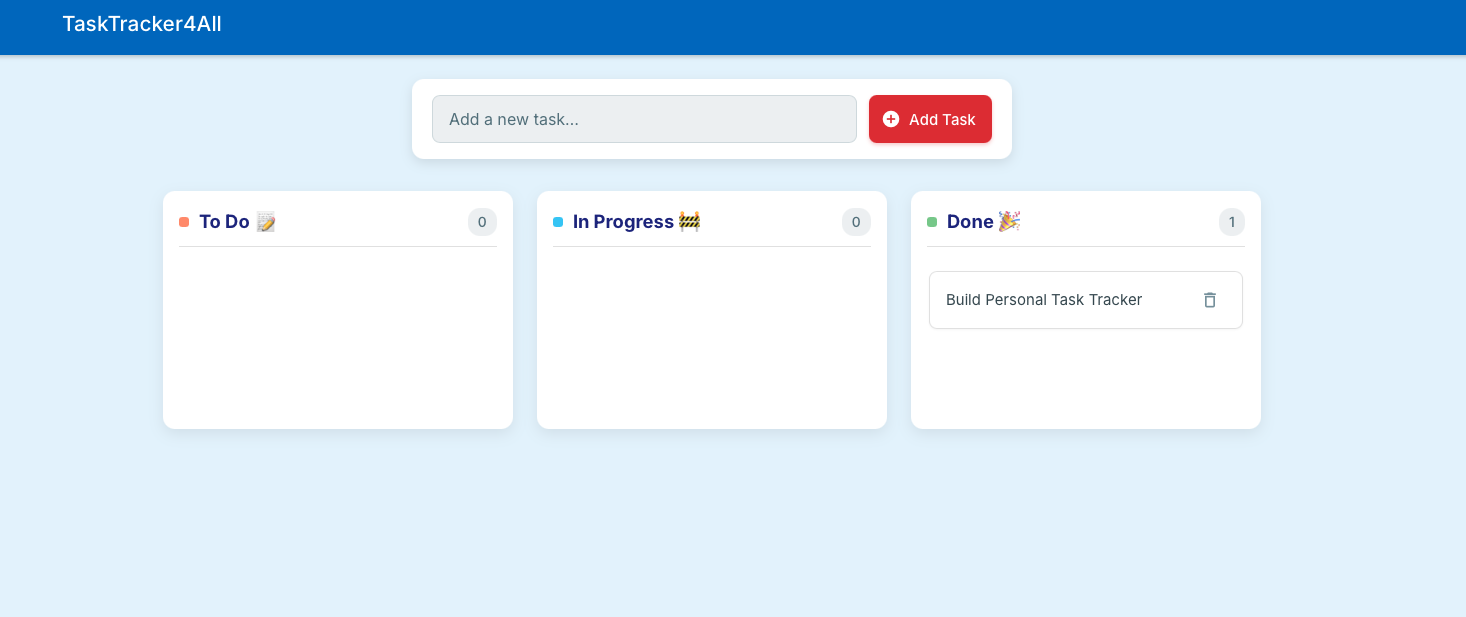 TaskTracker4All
Add a new task...
Add Task
To Do 📝
0
In Progress 🚧
0
Done 🎉
1
Build Personal Task Tracker